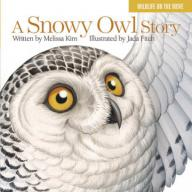 WILDLIFE ON THE MOVE
A Snowy Owl Story
Written by Melissa Kim Illustrated by Jada Fitch